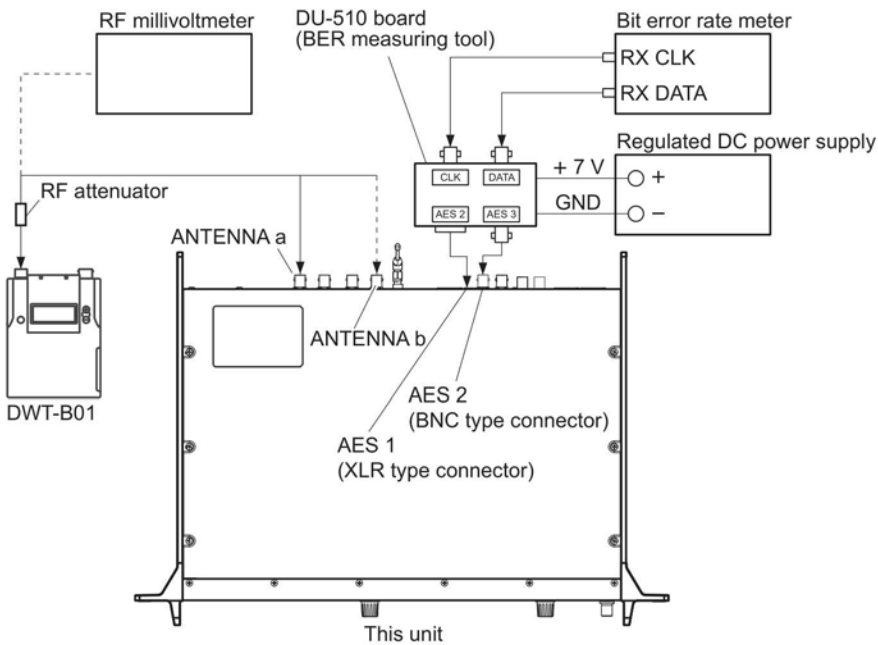 RF millivoltmeter
DU-510 board
(BER measuring tool)
Bit error rate meter
RX CLK
RX DATA
Regulated DC power supply
+ 7 V
+
GND
−
CLK
DATA
AES 2
AES 3
RF attenuator
ANTENNA a
ANTENNA b
DWT-B01
AES 2
(BNC type connector)
AES 1
(XLR type connector)
This unit